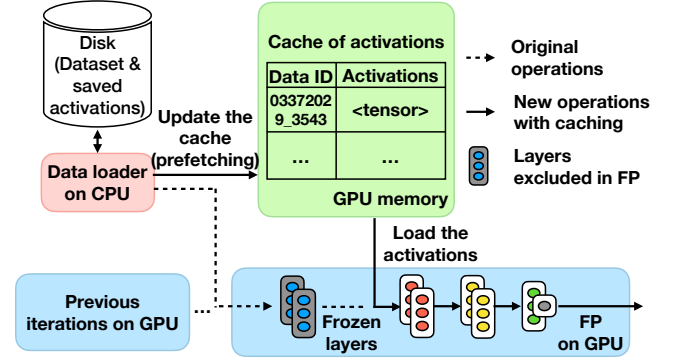 Disk
(Dataset &
saved
activations)
Update the
cache
(prefetching)
Data loader
on CPU
Cache of activations
Data ID Activations
0337202
9_3543
<tensor>
... ...
GPU memory
Original
operations
New operations
with caching
Layers
excluded in FP
Load the
activations
Previous
iterations on GPU
...
Frozen
layers
FP
on GPU